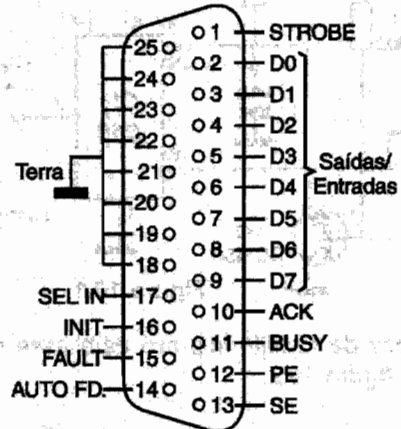 1 STROBE
25
2 D0
24
3 D1
23
4 D2
22
5 D3
Saídas/
Entradas
Terra
21
6 D4
20
7 D5
19
8 D6
18
9 D7
SEL IN 17
10 ACK
INIT 16
11 BUSY
FAULT 15
12 PE
AUTO FD. 14
13 SE